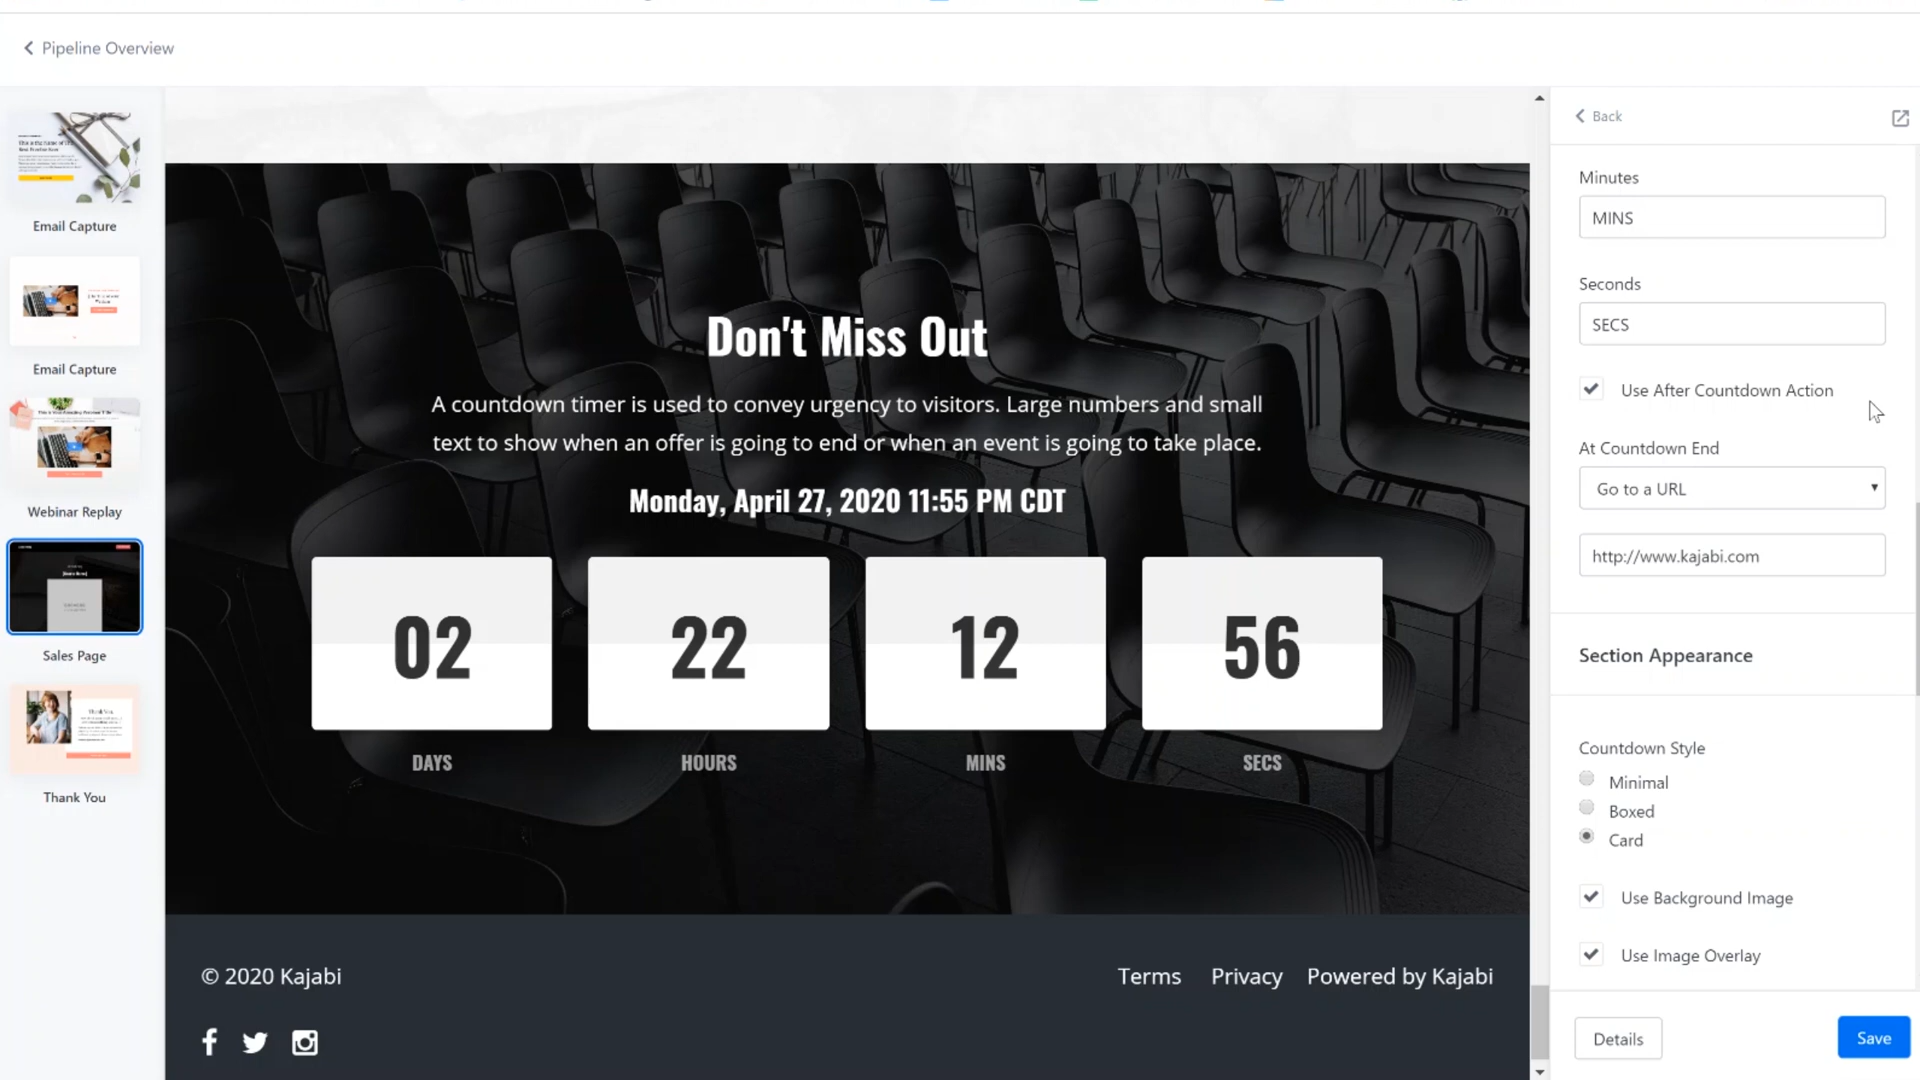 Pipeline Overview
Email Capture
Email Capture
Webinar Replay
Sales Page
Thank You
Don't Miss Out
A countdown timer is used to convey urgency to visitors. Large numbers and small
text to show when an offer is going to end or when an event is going to take place.
Monday, April 27, 2020 11:55 PM CDT
02 22 12 56
DAYS HOURS MINS SECS
© 2020 Kajabi Terms Privacy Powered by Kajabi
Back
Minutes
MINS
Seconds
SECS
Use After Countdown Action
At Countdown End
Go to a URL
http://www.kajabi.com
Section Appearance
Countdown Style
Minimal
Boxed
Card
Use Background Image
Use Image Overlay
Details Save